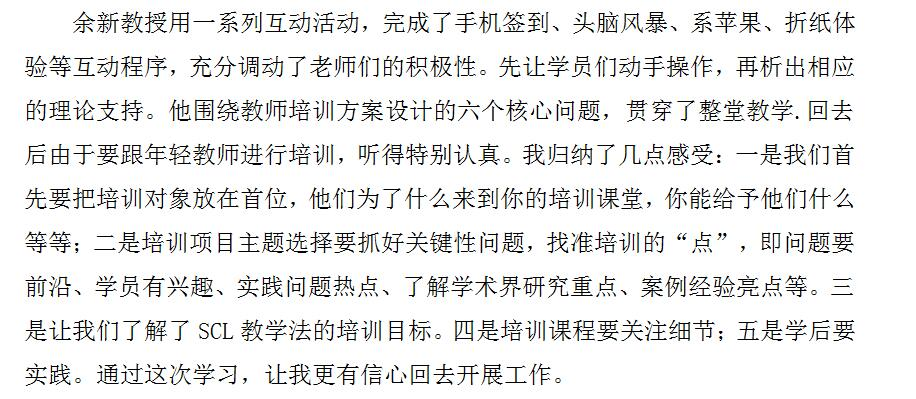 余新教授用一系列互动活动，完成了手机签到、头脑风暴、系苹果、折纸体
验等互动程序，充分调动了老师们的积极性。先让学员们动手操作，再析出相应
的理论支持。他围绕教师培训方案设计的六个核心问题，贯穿了整堂教学.回去
后由于要跟年轻教师进行培训，听得特别认真。我归纳了几点感受：一是我们首
先要把培训对象放在首位，他们为了什么来到你的培训课堂，你能给予他们什么
等等；二是培训项目主题选择要抓好关键性问题，找准培训的“点”，即问题要
前沿、学员有兴趣、实践问题热点、了解学术界研究重点、案例经验亮点等。三
是让我们了解了 SCL 教学法的培训目标。四是培训课程要关注细节；五是学后要
实践。通过这次学习，让我更有信心回去开展工作。